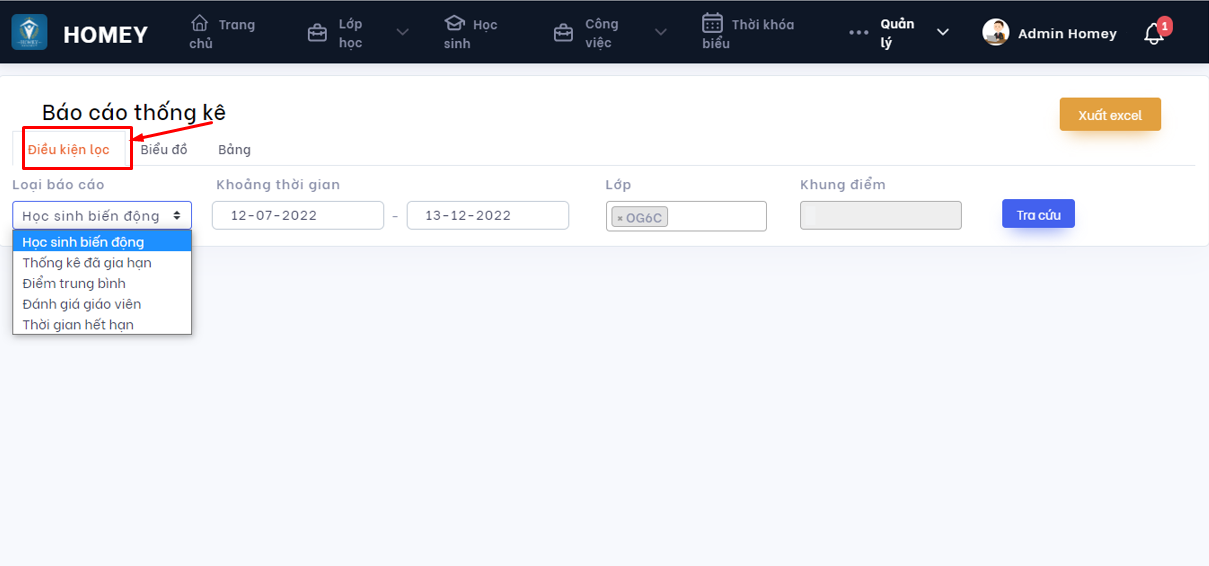 HOMEY
Trang chủ
Lớp học
Học sinh
Công việc
Thời khóa biểu
Quản lý
Admin Homey
1
Báo cáo thống kê
Xuất excel
Điều kiện lọc
Biểu đồ
Bảng
Loại báo cáo
Khoảng thời gian
Lớp
Khung điểm
Học sinh biến động
12-07-2022
-
13-12-2022
× OG6C
Tra cứu
Học sinh biến động
Thống kê đã gia hạn
Điểm trung bình
Đánh giá giáo viên
Thời gian hết hạn